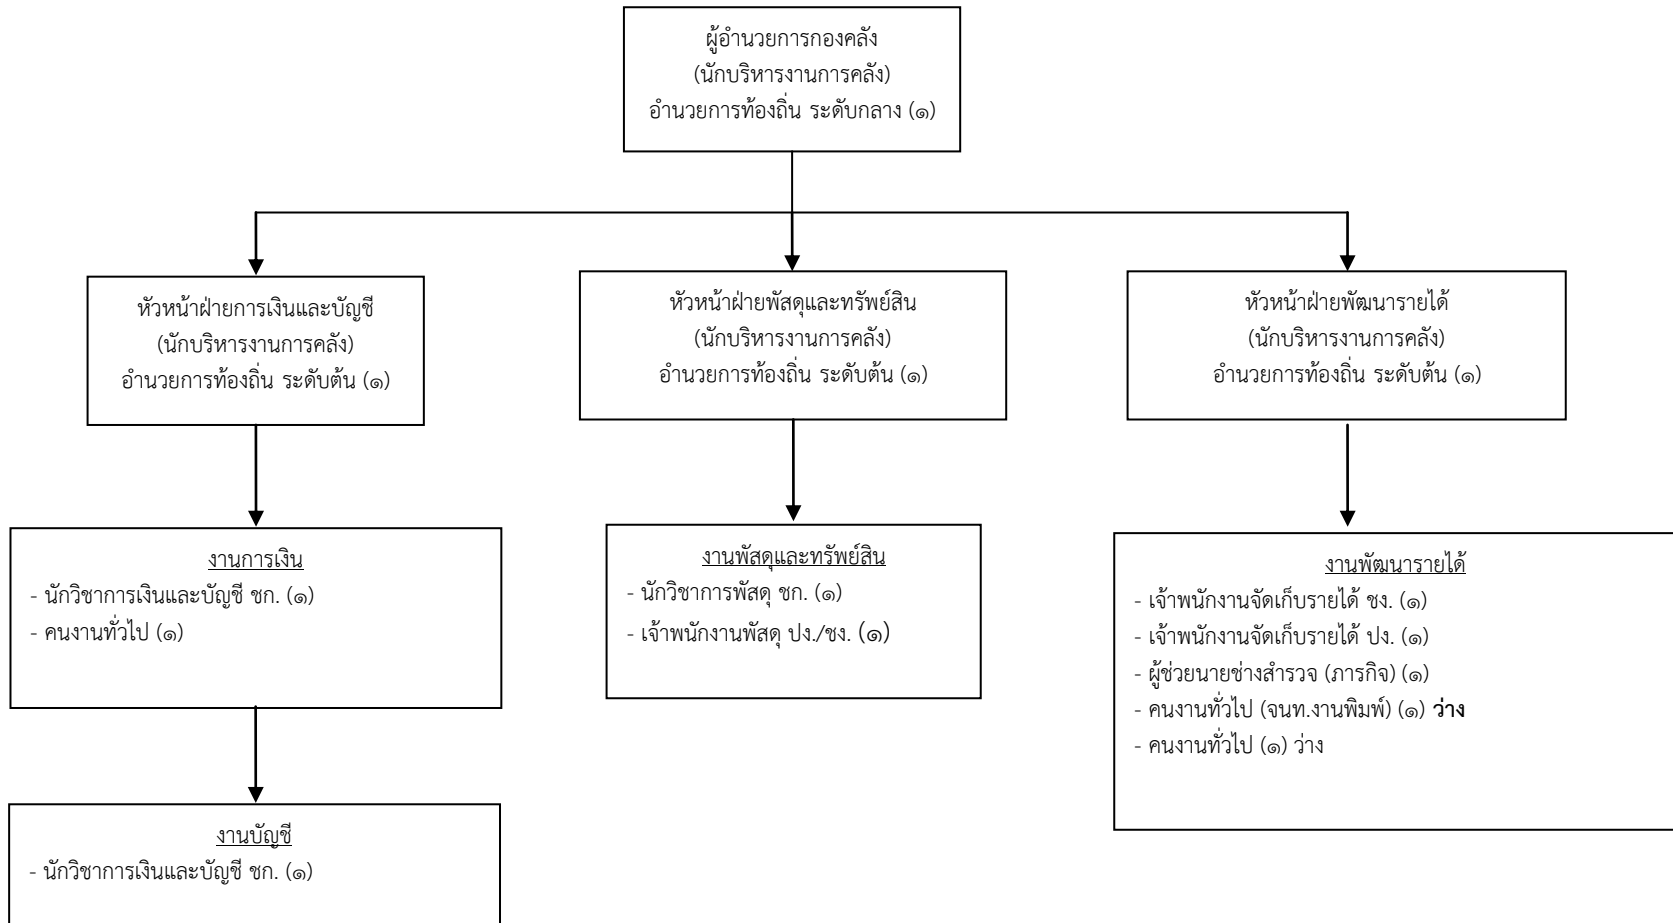 ผู้อำนวยการกองคลัง
(นักบริหารงานการคลัง)
อำนวยการท้องถิ่น ระดับกลาง (๑)
หัวหน้าฝ่ายการเงินและบัญชี
(นักบริหารงานการคลัง)
อำนวยการท้องถิ่น ระดับต้น (๑)
หัวหน้าฝ่ายพัสดุและทรัพย์สิน
(นักบริหารงานการคลัง)
อำนวยการท้องถิ่น ระดับต้น (๑)
หัวหน้าฝ่ายพัฒนารายได้
(นักบริหารงานการคลัง)
อำนวยการท้องถิ่น ระดับต้น (๑)
งานการเงิน
- นักวิชาการเงินและบัญชี ชก. (๑)
- คนงานทั่วไป (๑)
งานพัสดุและทรัพย์สิน
- นักวิชาการพัสดุ ชก. (๑)
- เจ้าพนักงานพัสดุ ปง./ชง. (๑)
งานพัฒนารายได้
- เจ้าพนักงานจัดเก็บรายได้ ชง. (๑)
- เจ้าพนักงานจัดเก็บรายได้ ปง. (๑)
- ผู้ช่วยนายช่างสำรวจ (ภารกิจ) (๑)
- คนงานทั่วไป (จนท.งานพิมพ์) (๑) ว่าง
- คนงานทั่วไป (๑) ว่าง
งานบัญชี
- นักวิชาการเงินและบัญชี ชก. (๑)